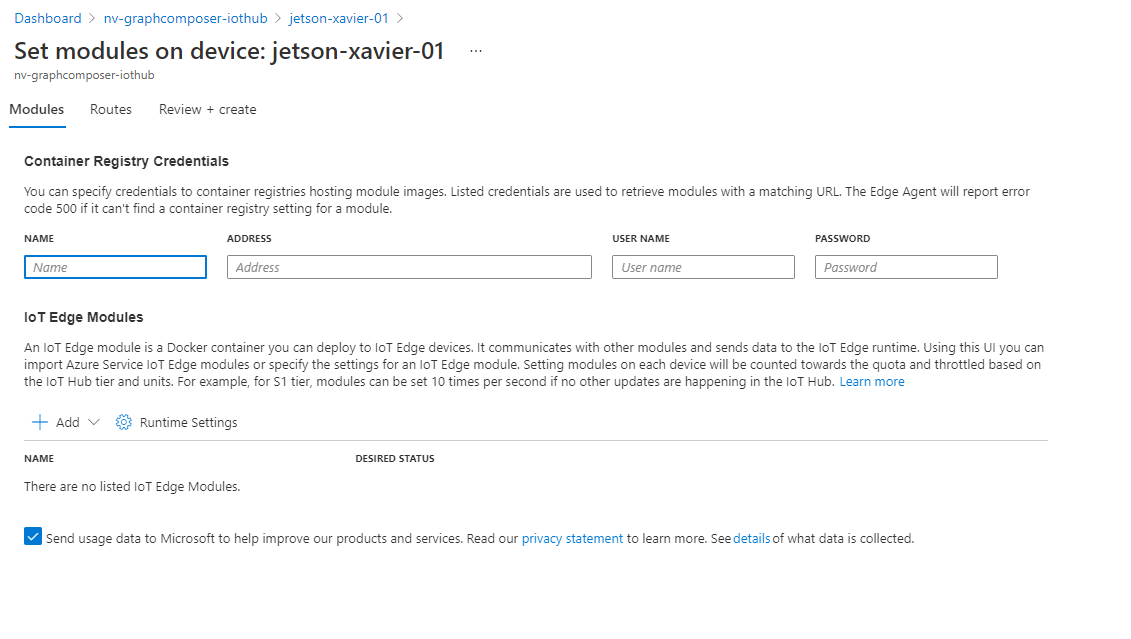 Dashboard > nv-graphcomposer-iothub > jetson-xavier-01 >
Set modules on device: jetson-xavier-01 ...
nv-graphcomposer-iothub
Modules Routes Review + create
Container Registry Credentials
You can specify credentials to container registries hosting module images. Listed credentials are used to retrieve modules with a matching URL. The Edge Agent will report error
code 500 if it can't find a container registry setting for a module.
NAME ADDRESS USER NAME PASSWORD
Name Address User name Password
IoT Edge Modules
An IoT Edge module is a Docker container you can deploy to IoT Edge devices. It communicates with other modules and sends data to the IoT Edge runtime. Using this UI you can
import Azure Service IoT Edge modules or specify the settings for an IoT Edge module. Setting modules on each device will be counted towards the quota and throttled based on
the IoT Hub tier and units. For example, for S1 tier, modules can be set 10 times per second if no other updates are happening in the IoT Hub. Learn more
Add Runtime Settings
NAME DESIRED STATUS
There are no listed IoT Edge Modules.
Send usage data to Microsoft to help improve our products and services. Read our privacy statement to learn more. See details of what data is collected.